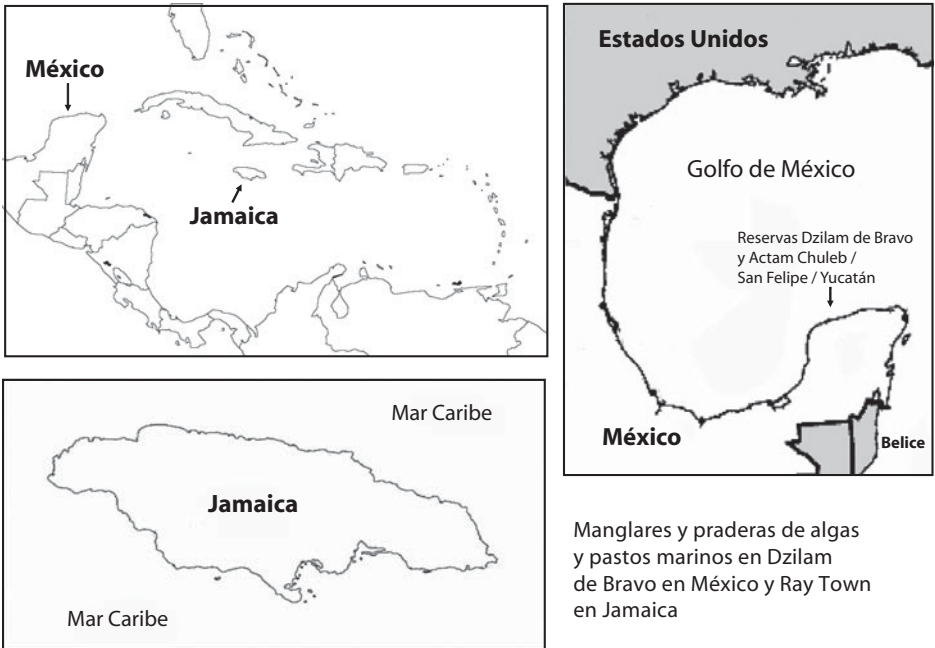 México
Jamaica
Estados Unidos
Golfo de México
Reservas Dzilam de Bravo
y Actam Chuleb /
San Felipe / Yucatán
México
Belice
Mar Caribe
Jamaica
Mar Caribe
Manglares y praderas de algas
y pastos marinos en Dzilam
de Bravo en México y Ray Town
en Jamaica